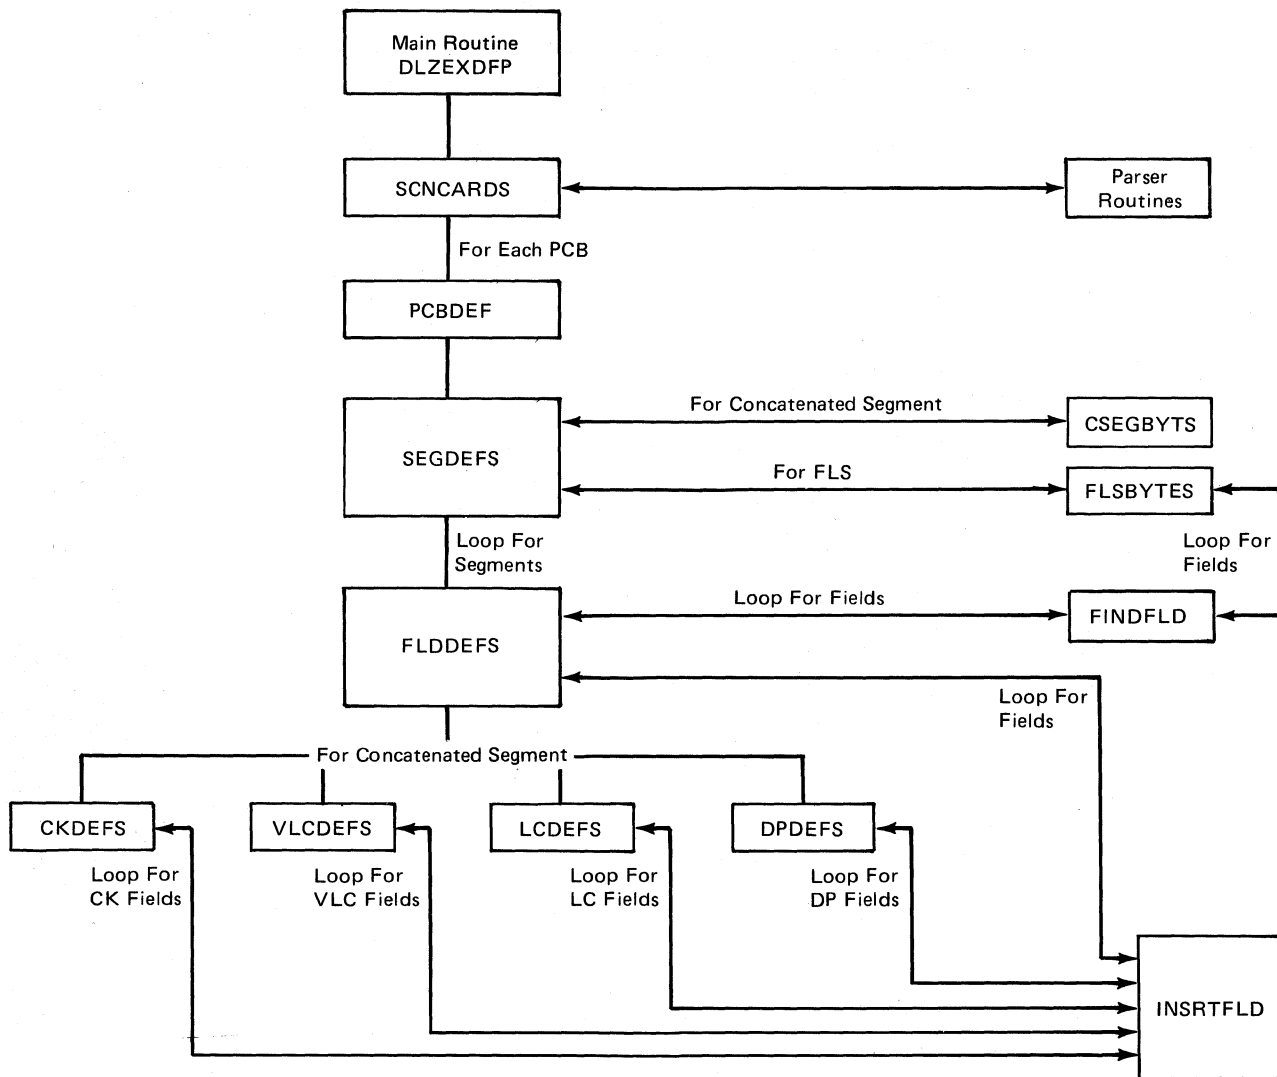 Main Routine
DLZEXDFP
SCNCARDS
Parser
Routines
For Each PCB
PCBDEF
For Concatenated Segment
CSEGBYTS
SEGDEFS
For FLS
FLSBYTES
Loop For
Segments
Loop For
Fields
Loop For Fields
FINDFLD
FLDDEFS
Loop For
Fields
For Concatenated Segment
CKDEFS
VLCDEFS
LCDEFS
DPDEFS
Loop For
CK Fields
Loop For
VLC Fields
Loop For
LC Fields
Loop For
DP Fields
INSRTFLD